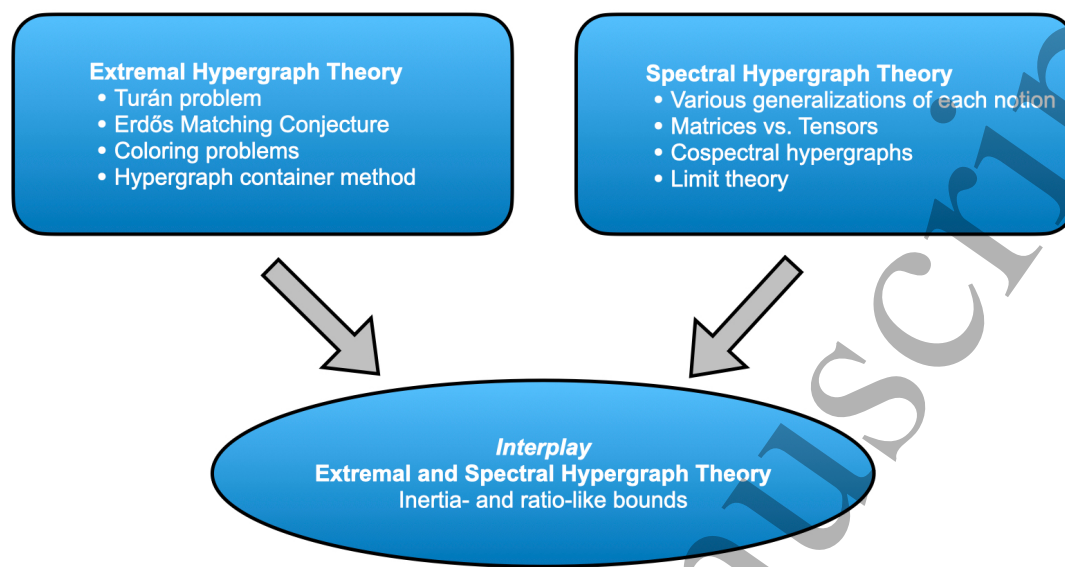 Extremal Hypergraph Theory
• Turán problem
• Erdős Matching Conjecture
• Coloring problems
• Hypergraph container method
Spectral Hypergraph Theory
• Various generalizations of each notion
• Matrices vs. Tensors
• Cospectral hypergraphs
• Limit theory
Interplay
Extremal and Spectral Hypergraph Theory
Inertia- and ratio-like bounds
uscrip